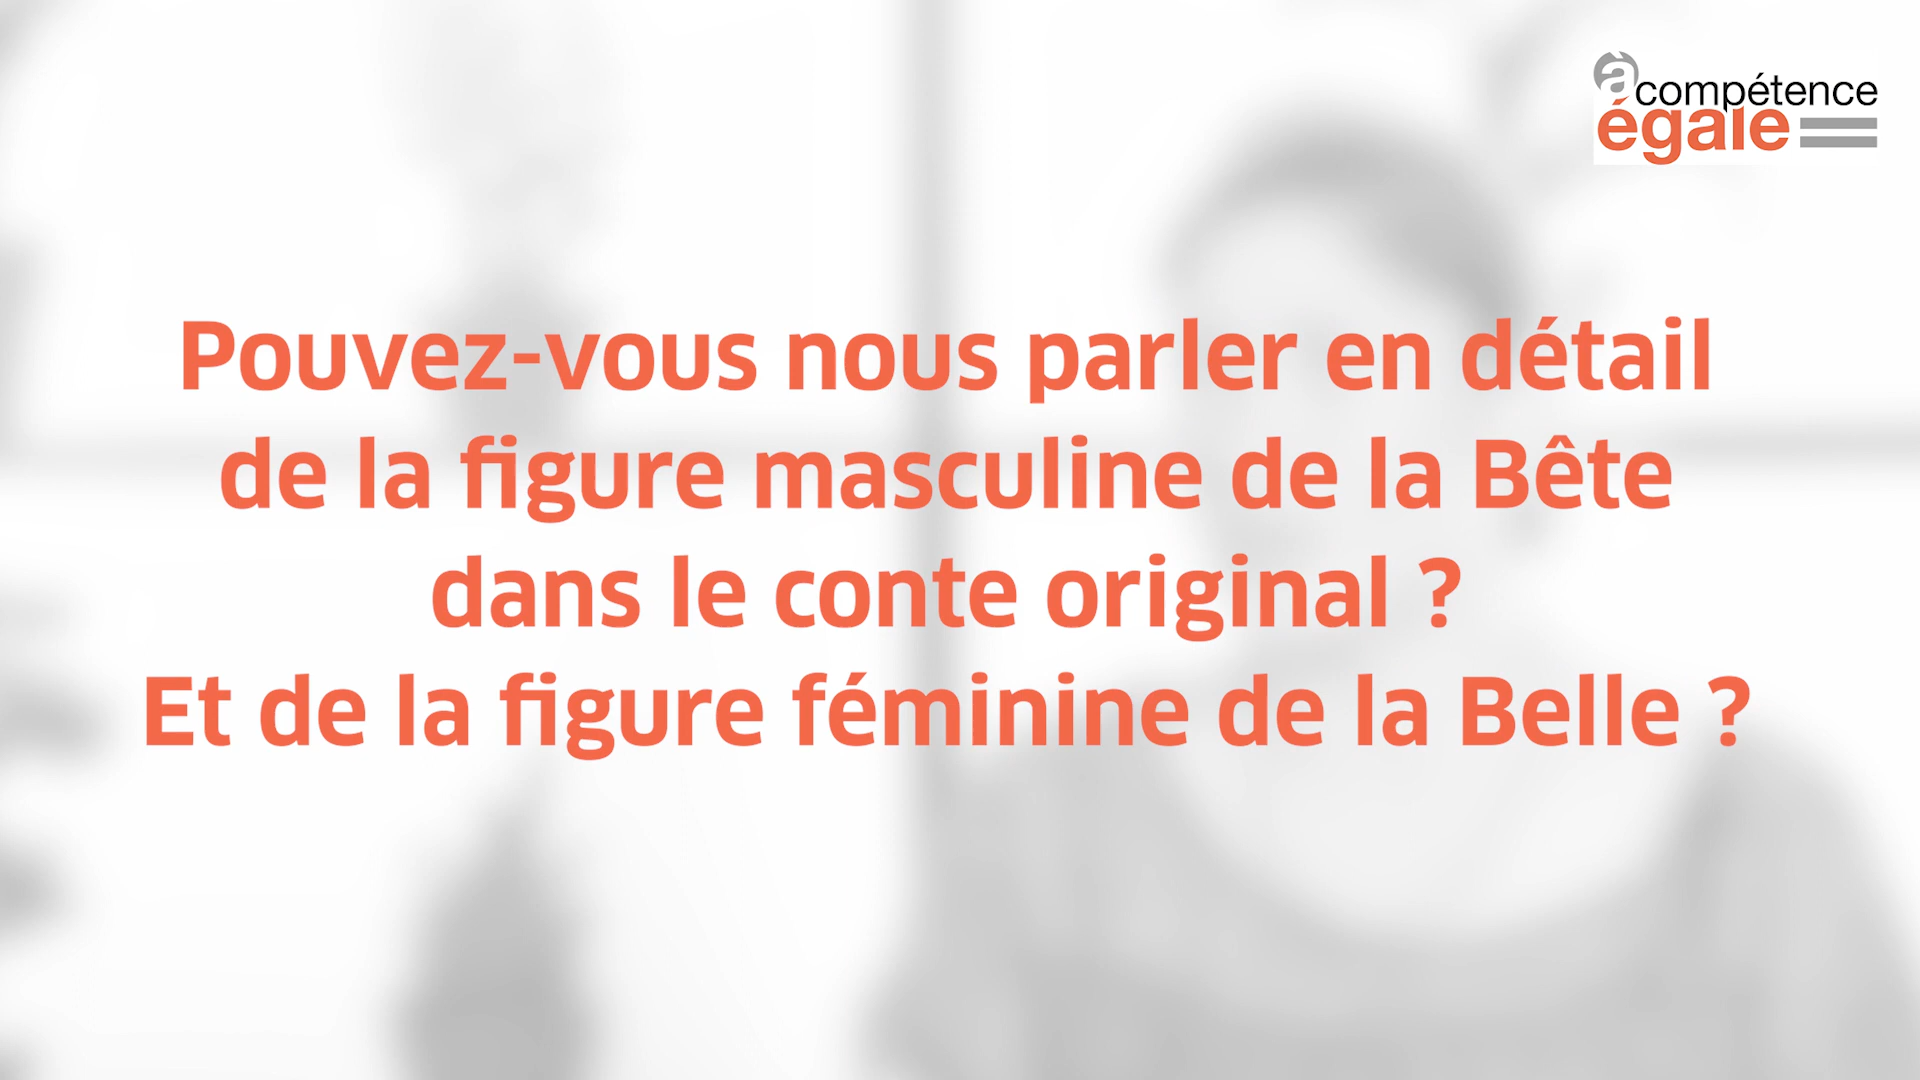 à compétence
égale
Pouvez-vous nous parler en détail
de la figure masculine de la Bête
dans le conte original ?
Et de la figure féminine de la Belle ?